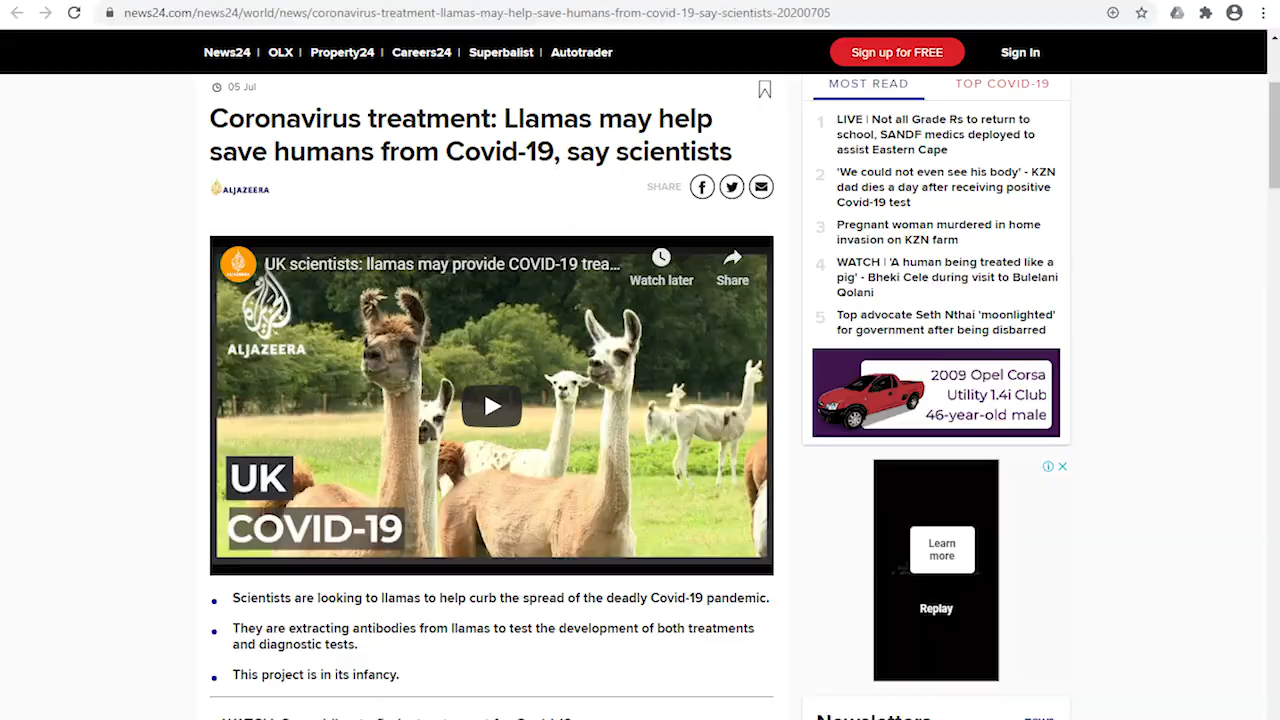 news24.com/news24/world/news/coronavirus-treatment-llamas-may-help-save-humans-from-covid-19-say-scientists-20200705
News24 | OLX | Property24 | Careers24 | Superbalist | Autotrader
Sign up for FREE
Sign In
05 Jul
Coronavirus treatment: Llamas may help
save humans from Covid-19, say scientists
ALJAZEERA
SHARE
UK scientists: llamas may provide COVID-19 trea...
Watch later
Share
ALJAZEERA
UK
COVID-19
Scientists are looking to llamas to help curb the spread of the deadly Covid-19 pandemic.
They are extracting antibodies from llamas to test the development of both treatments
and diagnostic tests.
This project is in its infancy.
MOST READ
TOP COVID-19
1
LIVE | Not all Grade Rs to return to
school, SANDF medics deployed to
assist Eastern Cape
2
'We could not even see his body' - KZN
dad dies a day after receiving positive
Covid-19 test
3
Pregnant woman murdered in home
invasion on KZN farm
4
WATCH | 'A human being treated like a
pig' - Bheki Cele during visit to Bulelani
Qolani
5
Top advocate Seth Nthai 'moonlighted'
for government after being disbarred
2009 Opel Corsa
Utility 1.4i Club
46-year-old male
Learn
more
Replay
Newsletters